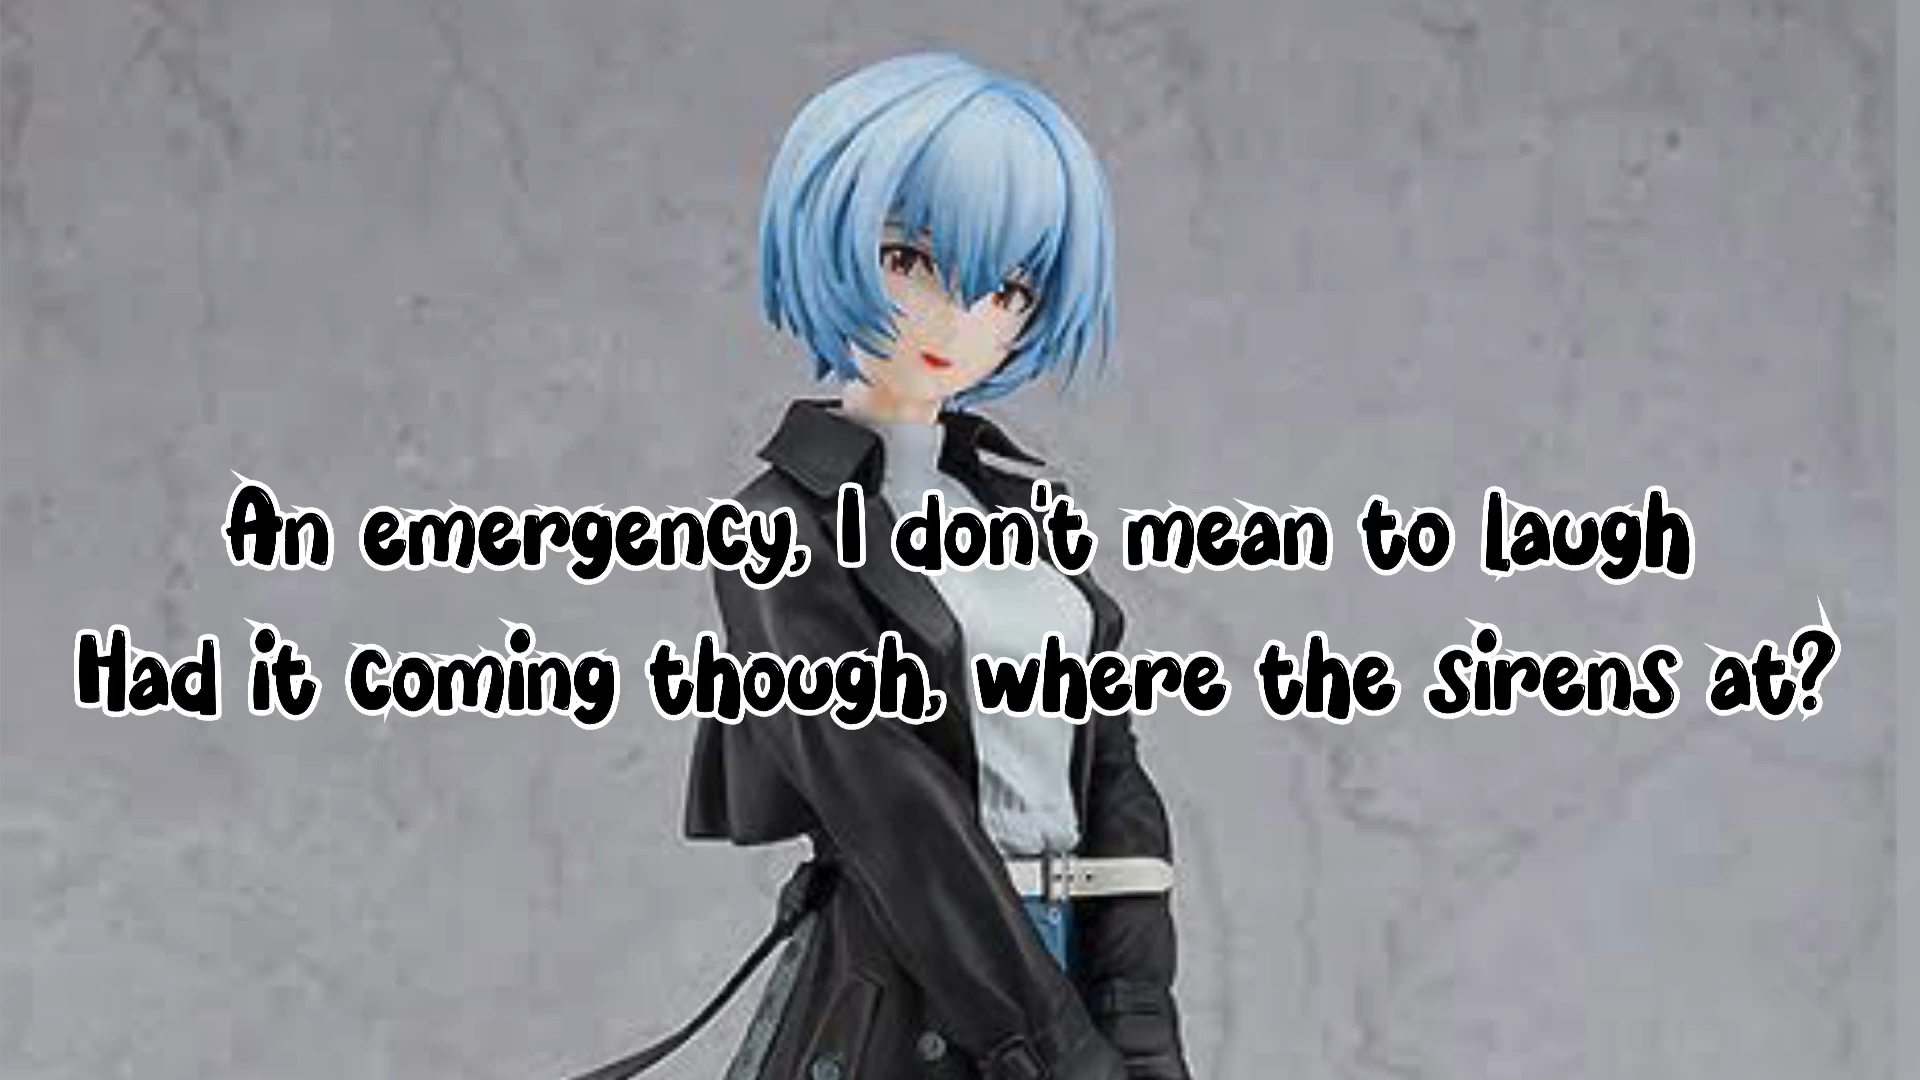 An emergency, I don't mean to laugh
Had it coming though, where the sirens at?